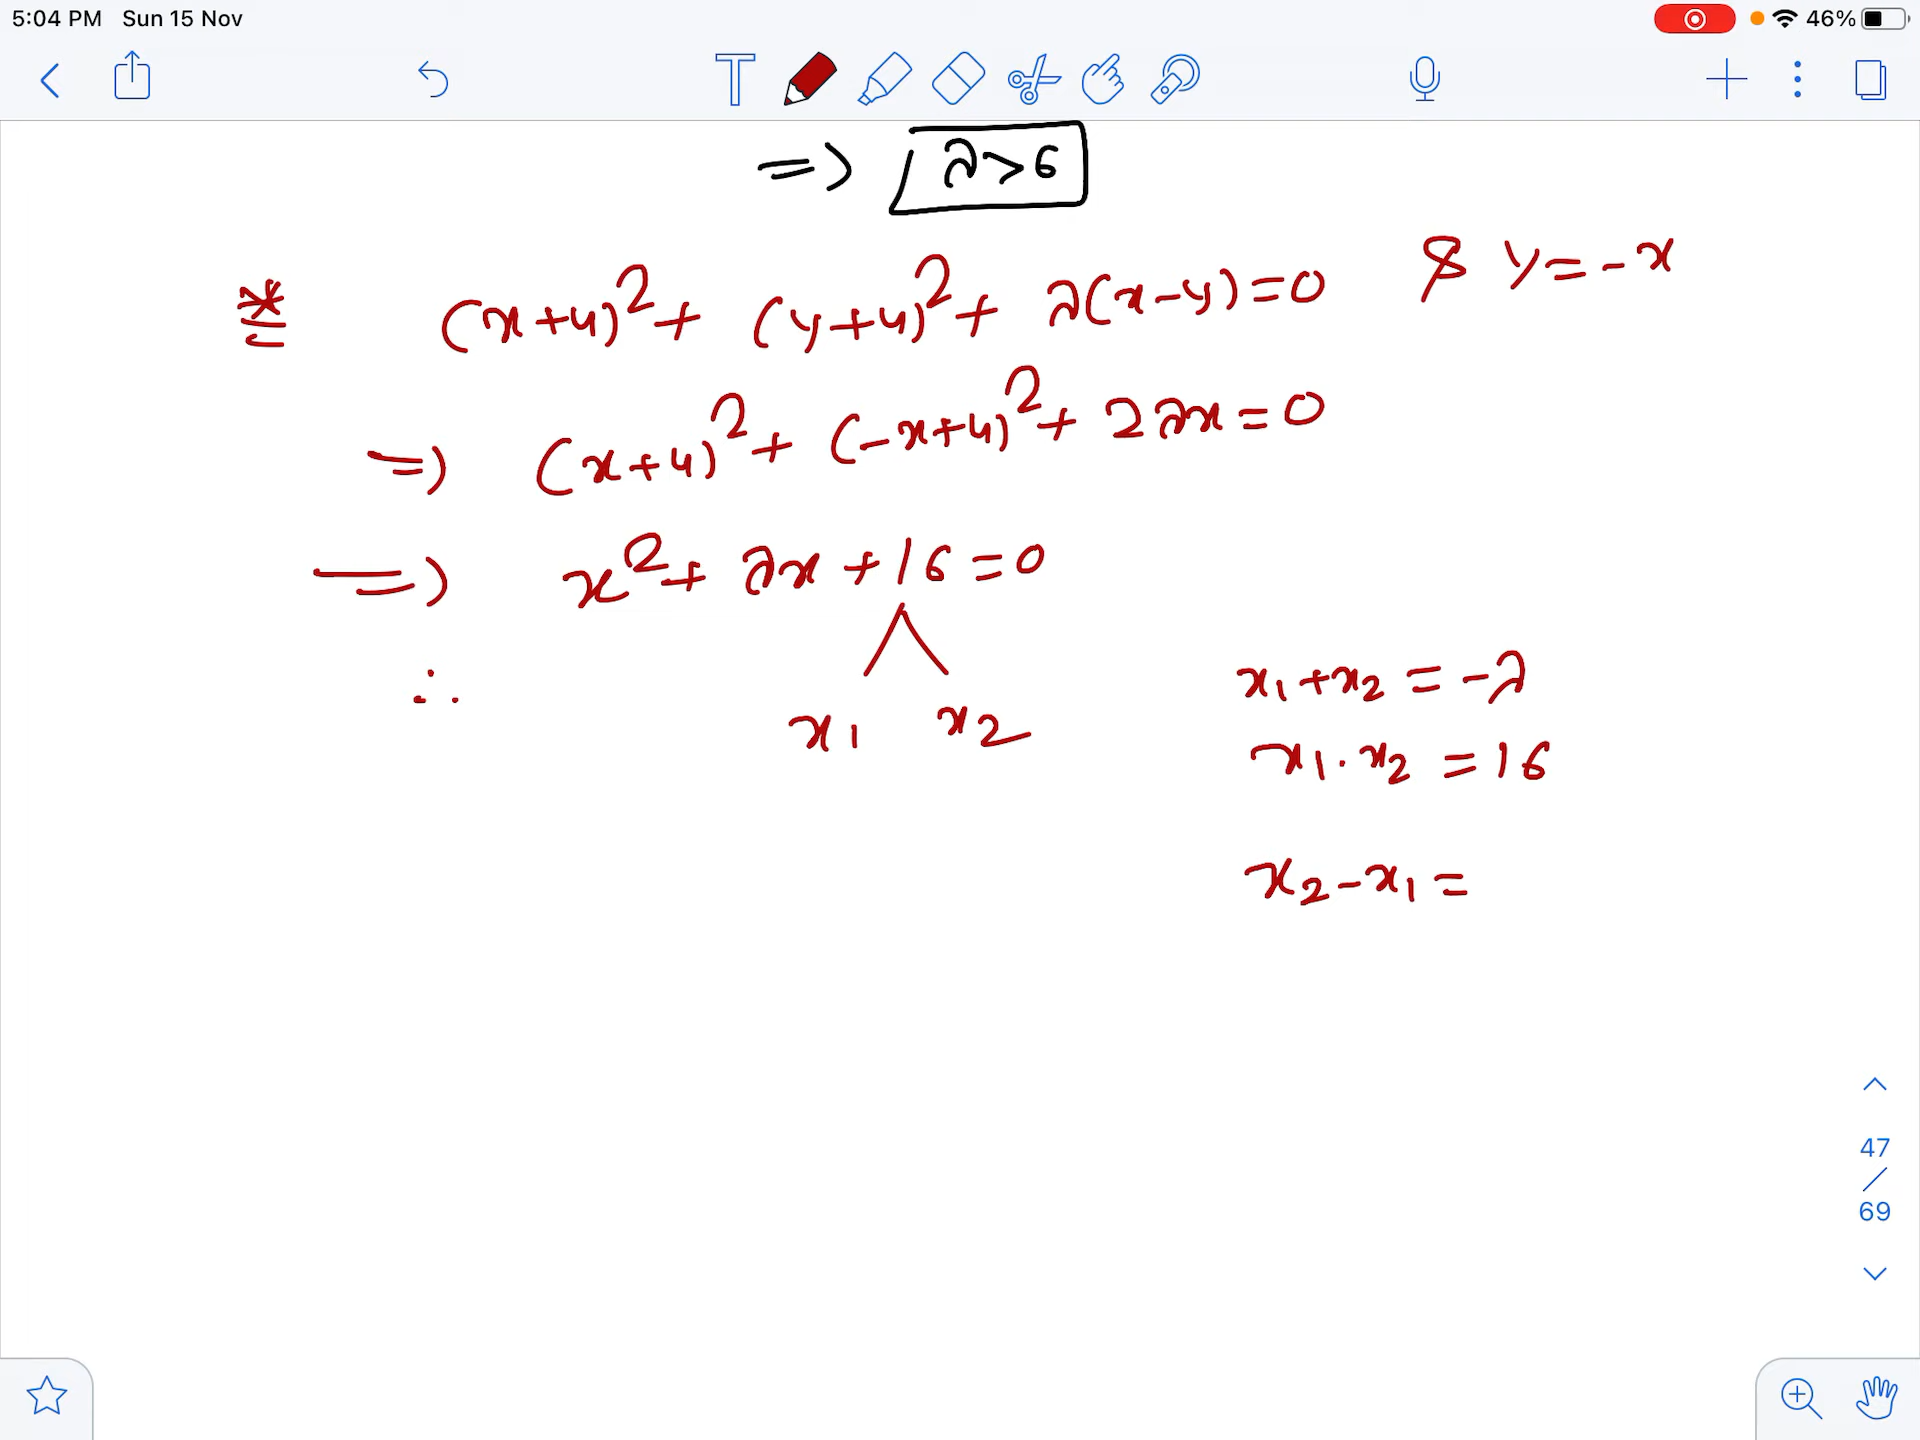 5:04 PM Sun 15 Nov 46%
T
=> λ>6
* (x+4)²+ (y+4)²+ λ(x-y)=0 & y=-x
=> (x+4)²+ (-x+4)²+ 2λx=0
=> x²+ λx+16=0
∴ x₁ x₂
x₁+x₂ = -λ
x₁.x₂ = 16
x₂-x₁ =
47
/
69